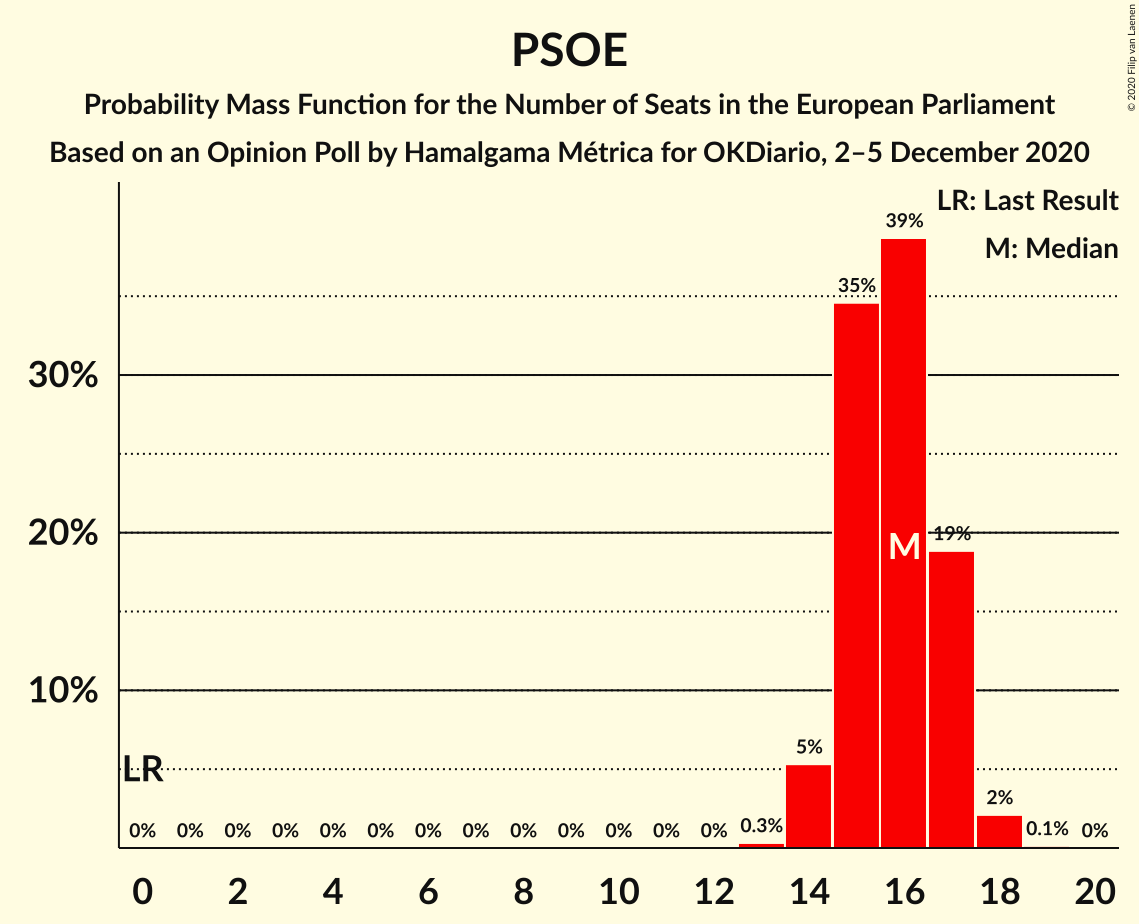 PSOE
Probability Mass Function for the Number of Seats in the European Parliament
Based on an Opinion Poll by Hamalgama Métrica for OKDiario, 2–5 December 2020
© 2020 Filip van Laenen
LR: Last Result
M: Median
39%
35%
30%
20%
19%
M
10%
5%
LR
2%
0% 0% 0% 0% 0% 0% 0% 0% 0% 0% 0% 0% 0% 0.3% 0.1% 0%
0 2 4 6 8 10 12 14 16 18 20